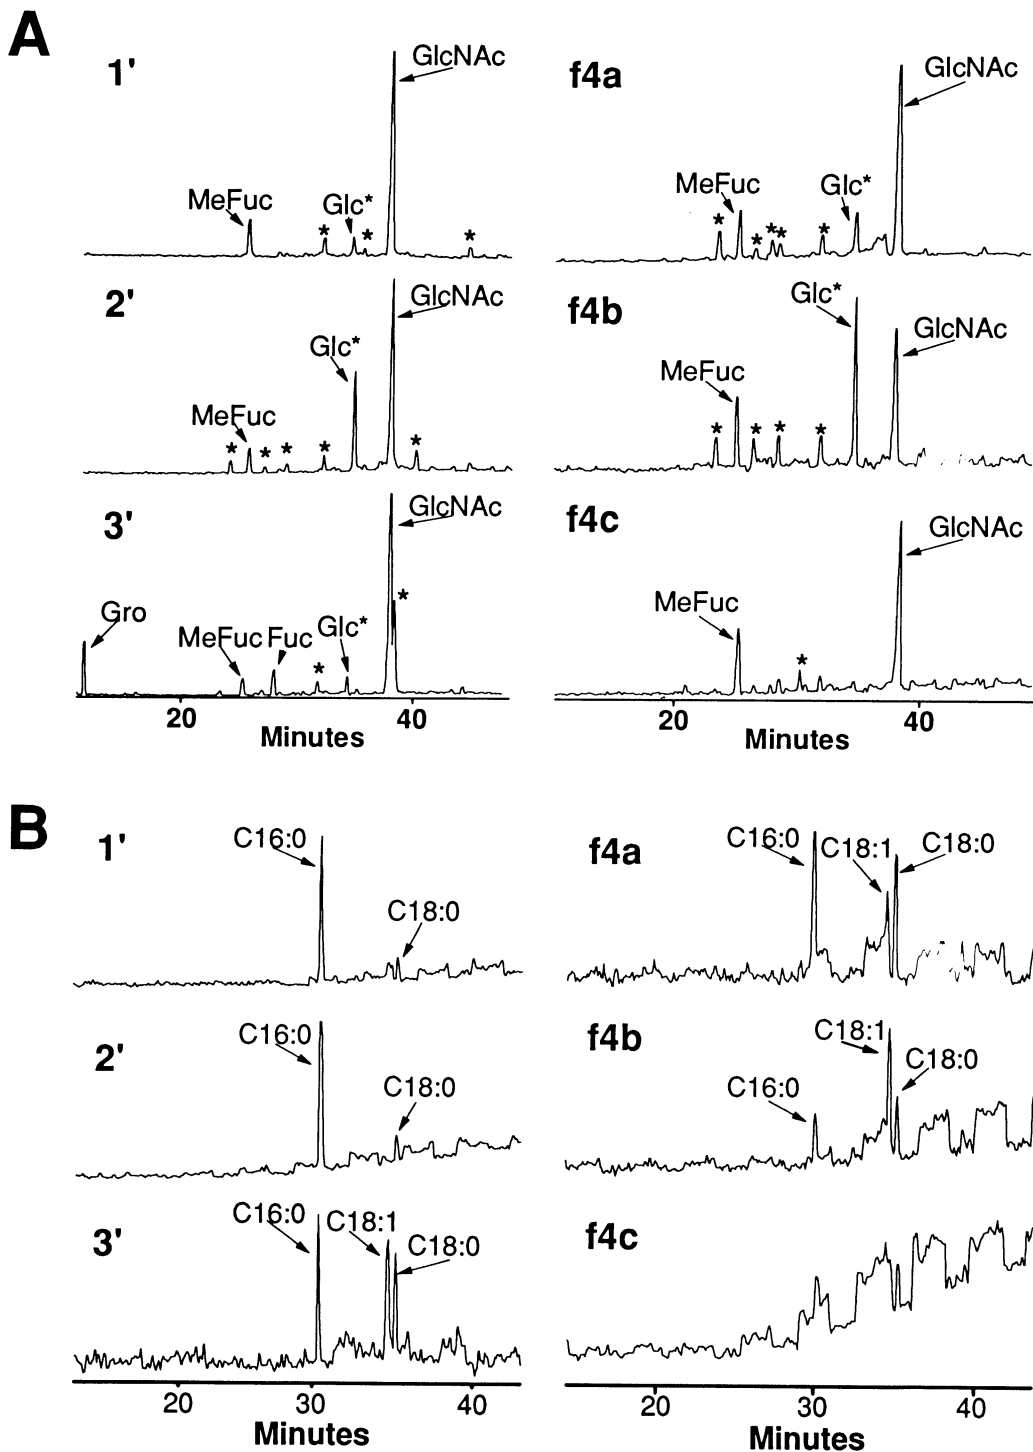 A
1'
GlcNAc
MeFuc
Glc*
*
*
*
f4a
GlcNAc
MeFuc
Glc*
*
*
*
*
*
2'
GlcNAc
Glc*
MeFuc
*
*
*
*
*
f4b
Glc*
GlcNAc
MeFuc
*
*
*
*
3'
GlcNAc
*
Gro
MeFuc Fuc Glc*
*
20 40
Minutes
f4c
GlcNAc
MeFuc
*
20 40
Minutes
B
1'
C16:0
C18:0
f4a
C16:0
C18:1
C18:0
2'
C16:0
C18:0
f4b
C18:1
C18:0
C16:0
3'
C16:0
C18:1
C18:0
20 30 40
Minutes
f4c
20 30 40
Minutes